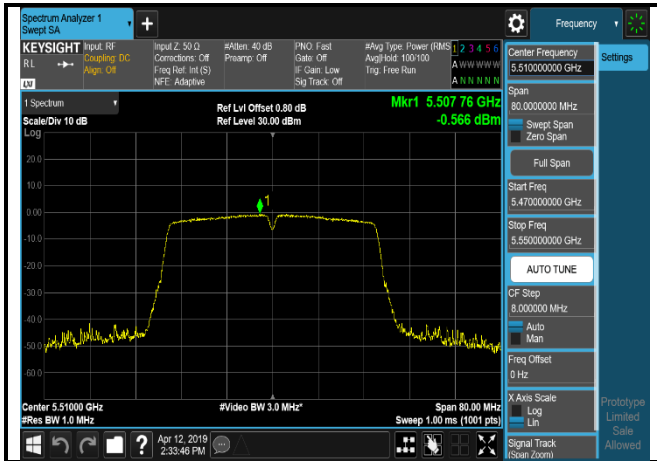 Spectrum Analyzer 1
Swept SA
+
Frequency
KEYSIGHT
RL
LXI
Input: RF
Coupling: DC
Align: Off
Input Z: 50 Ω
Corrections: Off
Freq Ref: Int (S)
NFE: Adaptive
#Atten: 40 dB
Preamp: Off
PNO: Fast
Gate: Off
IF Gain: Low
Sig Track: Off
#Avg Type: Power (RMS
Avg|Hold: 100/100
Trig: Free Run
1 2 3 4 5 6
A W W W W W
A N N N N N
1 Spectrum
Scale/Div 10 dB
Log
Ref Lvl Offset 0.80 dB
Ref Level 30.00 dBm
Mkr1 5.507 76 GHz
-0.566 dBm
20.0
10.0
0.00
-10.0
-20.0
-30.0
-40.0
-50.0
-60.0
1
Center 5.51000 GHz
#Res BW 1.0 MHz
#Video BW 3.0 MHz*
Span 80.00 MHz
Sweep 1.00 ms (1001 pts)
?
Apr 12, 2019
2:33:46 PM
Center Frequency
5.510000000 GHz
Settings
Span
80.0000000 MHz
Swept Span
Zero Span
Full Span
Start Freq
5.470000000 GHz
Stop Freq
5.550000000 GHz
AUTO TUNE
CF Step
8.000000 MHz
Auto
Man
Freq Offset
0 Hz
X Axis Scale
Log
Lin
Signal Track
(Span Zoom)
Prototype
Limited
Sale
Allowed